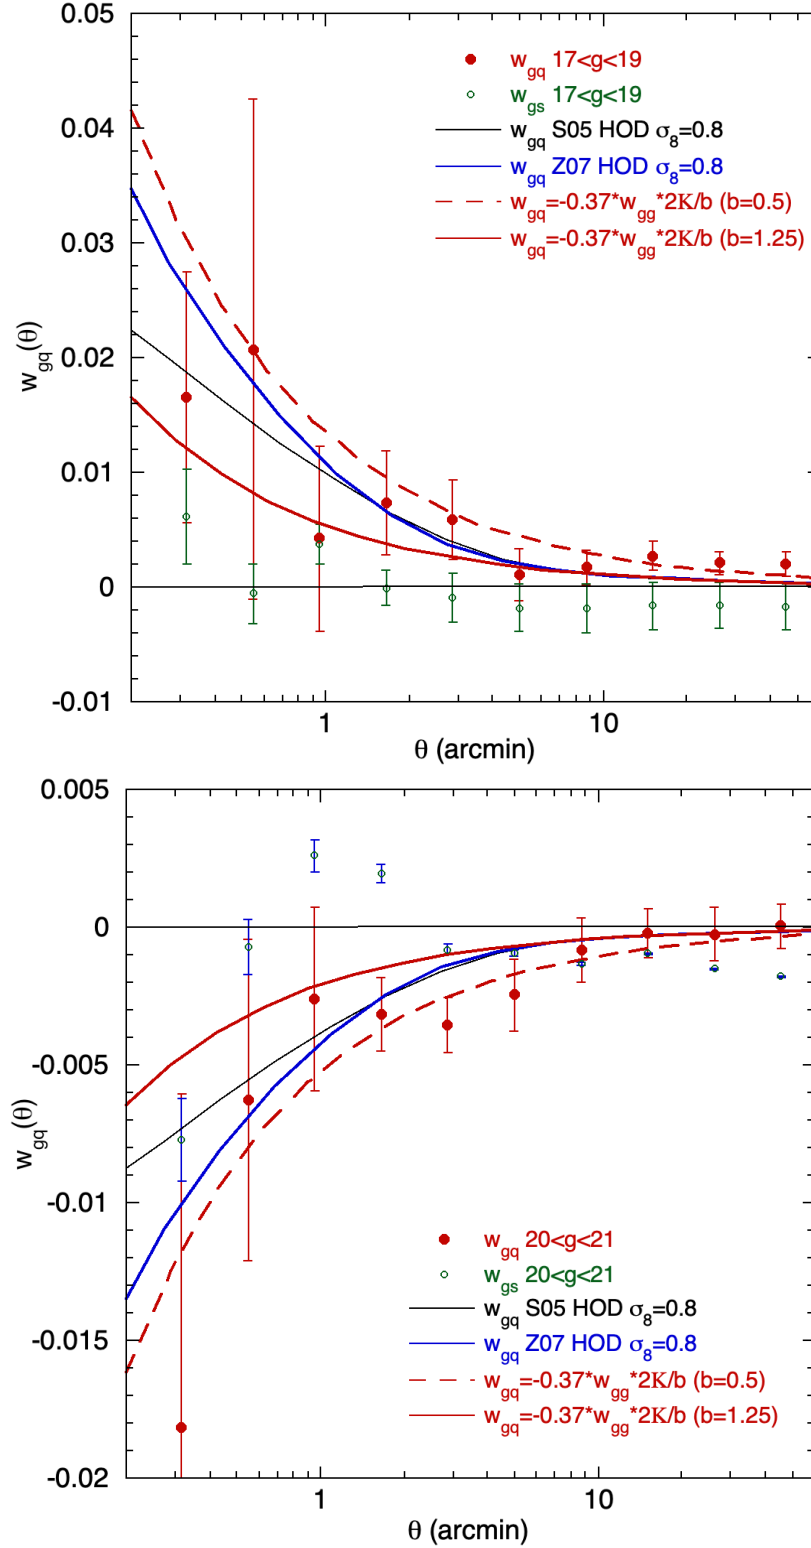 0.05
w_gq 17<g<19
w_gs 17<g<19
w_gq S05 HOD σ_8=0.8
w_gq Z07 HOD σ_8=0.8
w_gq=-0.37*w_gg*2K/b (b=0.5)
w_gq=-0.37*w_gg*2K/b (b=1.25)
0.04
0.03
0.02
0.01
0
-0.01
w_gq(θ)
1
10
θ (arcmin)
0.005
0
-0.005
-0.01
-0.015
-0.02
w_gq(θ)
w_gq 20<g<21
w_gs 20<g<21
w_gq S05 HOD σ_8=0.8
w_gq Z07 HOD σ_8=0.8
w_gq=-0.37*w_gg*2K/b (b=0.5)
w_gq=-0.37*w_gg*2K/b (b=1.25)
1
10
θ (arcmin)